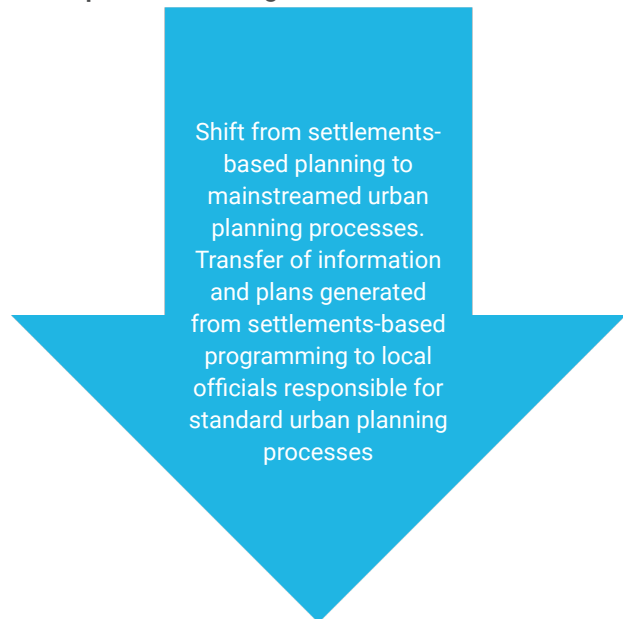 Shift from settlements-
based planning to
mainstreamed urban
planning processes.
Transfer of information
and plans generated
from settlements-based
programming to local
officials responsible for
standard urban planning
processes